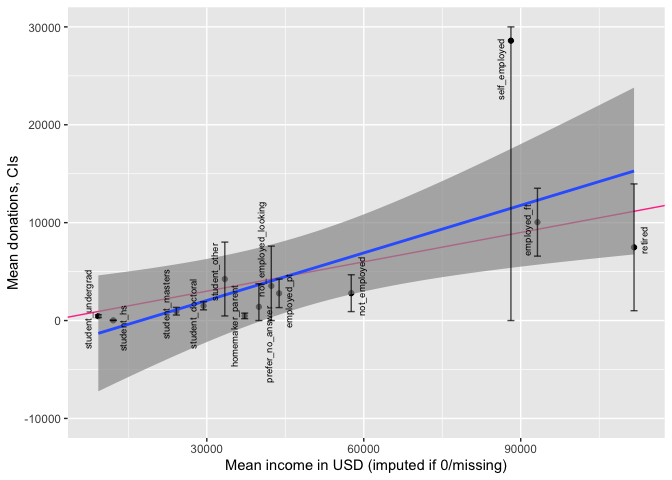 30000
20000
10000
0
-10000
Mean donations, CIs
student_undergrad
student_hs
student_masters
student_doctoral
student_other
homemaker_parent
not_employed_looking
prefer_no_answer
employed_pt
not_employed
self_employed
employed_ft
retired
30000
60000
90000
Mean income in USD (imputed if 0/missing)